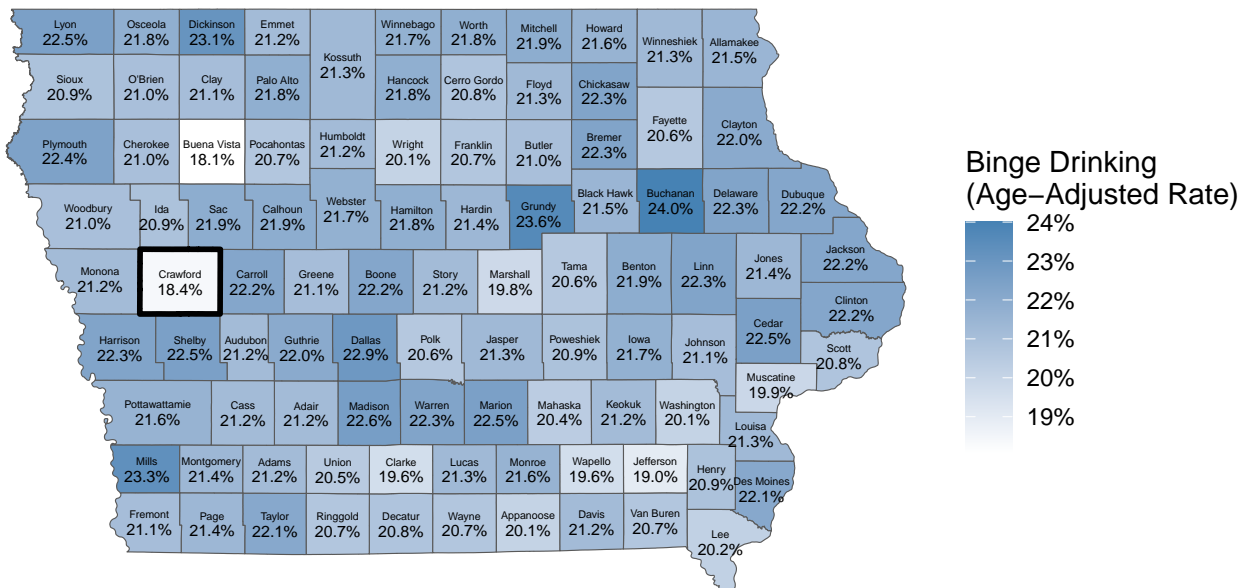 Lyon
22.5%
Osceola
21.8%
Dickinson
23.1%
Emmet
21.2%
Kossuth
21.3%
Winnebago
21.7%
Worth
21.8%
Mitchell
21.9%
Howard
21.6%
Winneshiek
21.3%
Allamakee
21.5%
Sioux
20.9%
O'Brien
21.0%
Clay
21.1%
Palo Alto
21.8%
Hancock
21.8%
Cerro Gordo
20.8%
Floyd
21.3%
Chickasaw
22.3%
Fayette
20.6%
Clayton
22.0%
Plymouth
22.4%
Cherokee
21.0%
Buena Vista
18.1%
Pocahontas
20.7%
Humboldt
21.2%
Wright
20.1%
Franklin
20.7%
Butler
21.0%
Bremer
22.3%
Woodbury
21.0%
Ida
20.9%
Sac
21.9%
Calhoun
21.9%
Webster
21.7%
Hamilton
21.8%
Hardin
21.4%
Grundy
23.6%
Black Hawk
21.5%
Buchanan
24.0%
Delaware
22.3%
Dubuque
22.2%
Monona
21.2%
Crawford
18.4%
Carroll
22.2%
Greene
21.1%
Boone
22.2%
Story
21.2%
Marshall
19.8%
Tama
20.6%
Benton
21.9%
Linn
22.3%
Jones
21.4%
Jackson
22.2%
Clinton
22.2%
Harrison
22.3%
Shelby
22.5%
Audubon
21.2%
Guthrie
22.0%
Dallas
22.9%
Polk
20.6%
Jasper
21.3%
Poweshiek
20.9%
Iowa
21.7%
Johnson
21.1%
Cedar
22.5%
Scott
20.8%
Muscatine
19.9%
Pottawattamie
21.6%
Cass
21.2%
Adair
21.2%
Madison
22.6%
Warren
22.3%
Marion
22.5%
Mahaska
20.4%
Keokuk
21.2%
Washington
20.1%
Louisa
21.3%
Mills
23.3%
Montgomery
21.4%
Adams
21.2%
Union
20.5%
Clarke
19.6%
Lucas
21.3%
Monroe
21.6%
Wapello
19.6%
Jefferson
19.0%
Henry
20.9%
Des Moines
22.1%
Fremont
21.1%
Page
21.4%
Taylor
22.1%
Ringgold
20.7%
Decatur
20.8%
Wayne
20.7%
Appanoose
20.1%
Davis
21.2%
Van Buren
20.7%
Lee
20.2%
Binge Drinking
(Age−Adjusted Rate)
24%
23%
22%
21%
20%
19%